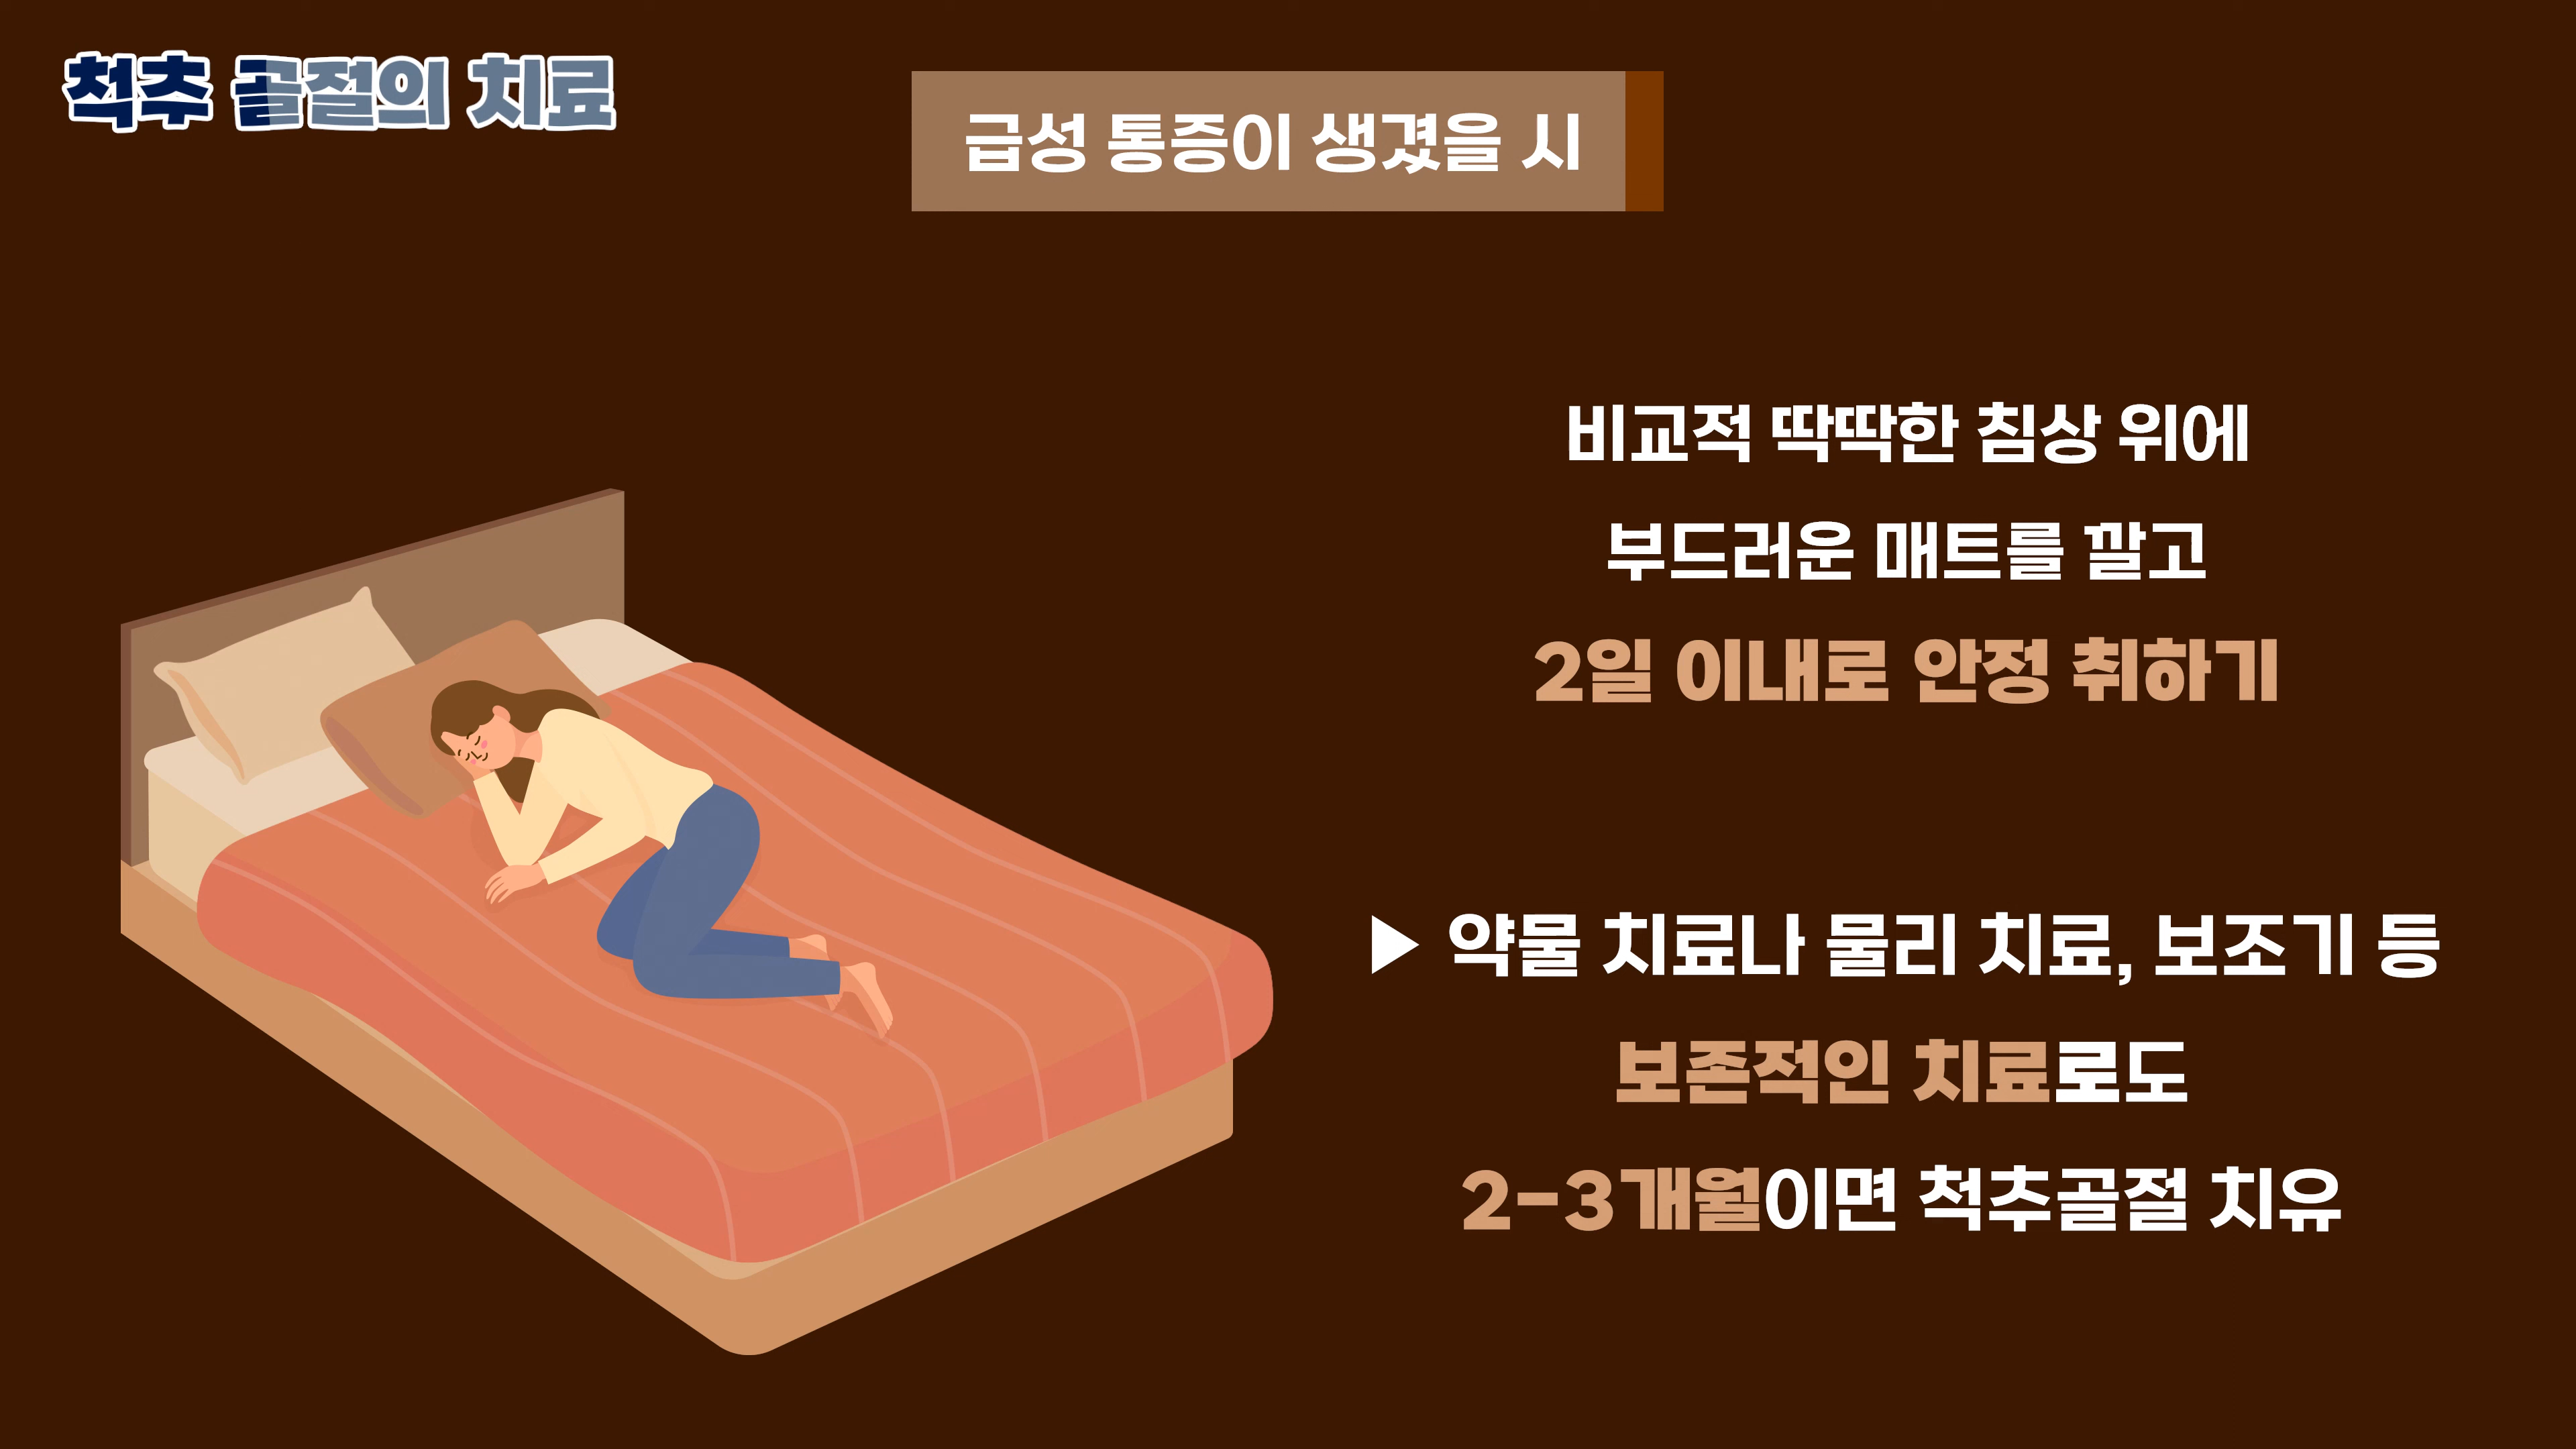 척추 골절의 치료
급성 통증이 생겼을 시
비교적 딱딱한 침상 위에
부드러운 매트를 깔고
2일 이내로 안정 취하기
▶ 약물 치료나 물리 치료, 보조기 등
보존적인 치료로도
2-3개월이면 척추골절 치유